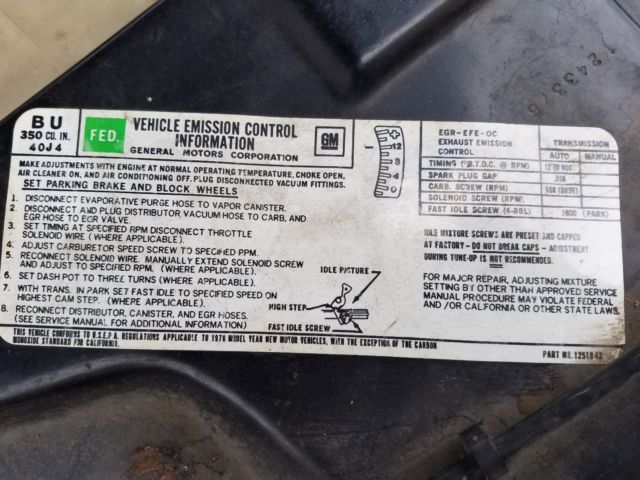 BU
350 CU. IN.
40J4
FED.
VEHICLE EMISSION CONTROL
INFORMATION
GENERAL MOTORS CORPORATION
GM
MAKE ADJUSTMENTS WITH ENGINE AT NORMAL OPERATING TEMPERATURE, CHOKE OPEN,
AIR CLEANER ON, AND AIR CONDITIONING OFF. PLUG DISCONNECTED VACUUM FITTINGS.
SET PARKING BRAKE AND BLOCK WHEELS
1. DISCONNECT EVAPORATIVE PURGE HOSE TO VAPOR CANISTER.
2. DISCONNECT AND PLUG DISTRIBUTOR VACUUM HOSE TO CARB, AND
EGR HOSE TO EGR VALVE.
3. SET TIMING AT SPECIFIED RPM DISCONNECT THROTTLE
SOLENOID WIRE (WHERE APPLICABLE).
4. ADJUST CARBURETOR SPEED SCREW TO SPECIFIED RPM.
5. RECONNECT SOLENOID WIRE. MANUALLY EXTEND SOLENOID SCREW
AND ADJUST TO SPECIFIED RPM. (WHERE APPLICABLE).
6. SET DASH POT TO THREE TURNS (WHERE APPLICABLE).
7. WITH TRANS. IN PARK SET FAST IDLE TO SPECIFIED SPEED ON
HIGHEST CAM STEP. (WHERE APPLICABLE)
8. RECONNECT DISTRIBUTOR, CANISTER, AND EGR HOSES.
(SEE SERVICE MANUAL FOR ADDITIONAL INFORMATION)
IDLE MIXTURE
HIGH STEP
FAST IDLE SCREW
+
12
8
4
0
−
EGR-EFE-OC
EXHAUST EMISSION
CONTROL
TRANSMISSION
AUTO MANUAL
TIMING (°B.T.D.C. @ RPM)
SPARK PLUG GAP
CARB. SCREW (RPM)
SOLENOID SCREW (RPM)
FAST IDLE SCREW (4-BBL) 1800 (PARK)
IDLE MIXTURE SCREWS ARE PRESET AND CAPPED
AT FACTORY - DO NOT BREAK CAPS - ADJUSTMENT
DURING TUNE-UP IS NOT RECOMMENDED.
FOR MAJOR REPAIR, ADJUSTING MIXTURE
SETTING BY OTHER THAN APPROVED SERVICE
MANUAL PROCEDURE MAY VIOLATE FEDERAL
AND/OR CALIFORNIA OR OTHER STATE LAWS.
THIS VEHICLE CONFORMS TO U.S.E.P.A. REGULATIONS APPLICABLE TO 1976 MODEL YEAR NEW MOTOR VEHICLES, WITH THE EXCEPTION OF THE CARBON
MONOXIDE STANDARD FOR CALIFORNIA.
PART NO. 1251842